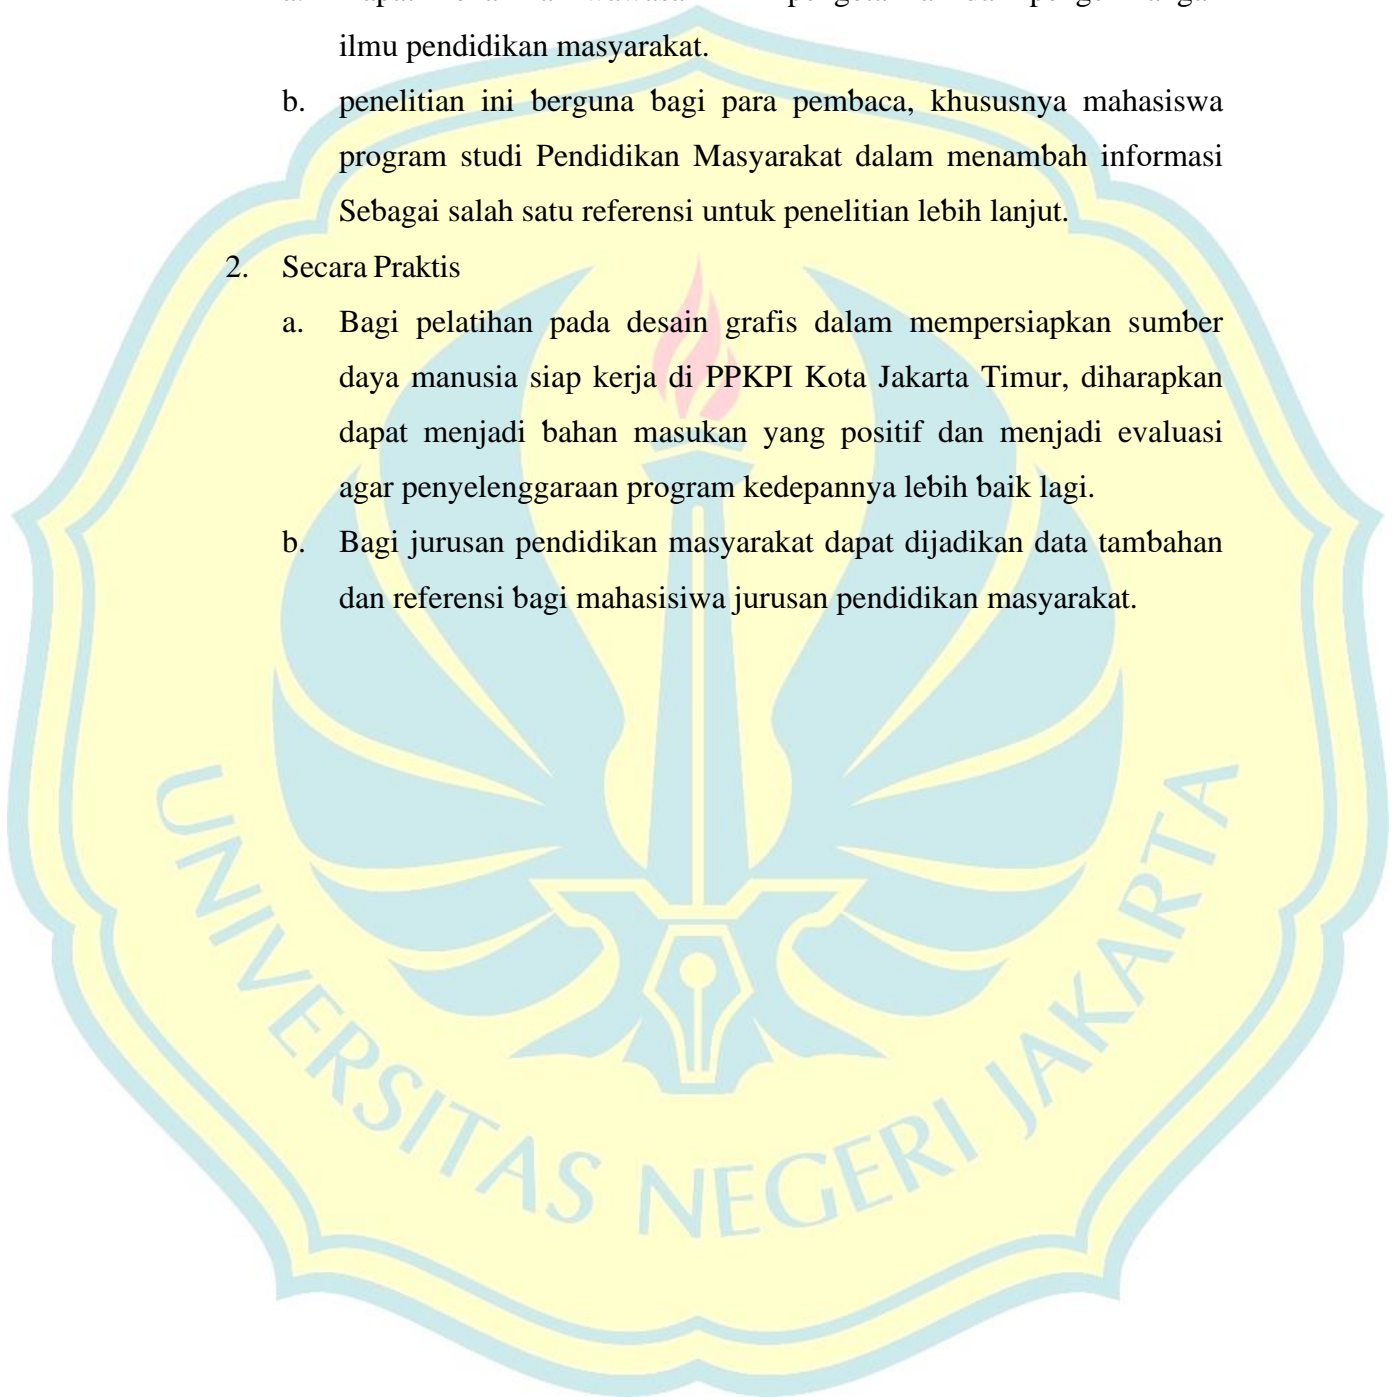 ilmu pendidikan masyarakat.
b. penelitian ini berguna bagi para pembaca, khususnya mahasiswa
program studi Pendidikan Masyarakat dalam menambah informasi
Sebagai salah satu referensi untuk penelitian lebih lanjut.
2. Secara Praktis
a. Bagi pelatihan pada desain grafis dalam mempersiapkan sumber
daya manusia siap kerja di PPKPI Kota Jakarta Timur, diharapkan
dapat menjadi bahan masukan yang positif dan menjadi evaluasi
agar penyelenggaraan program kedepannya lebih baik lagi.
b. Bagi jurusan pendidikan masyarakat dapat dijadikan data tambahan
dan referensi bagi mahasisiwa jurusan pendidikan masyarakat.
UNIVERSITAS NEGERI JAKARTA